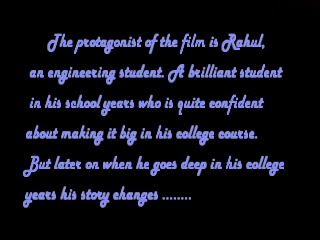 The protagonist of the film is Rahul,
an engineering student. A brilliant student
in his school years who is quite confident
about making it big in his college course.
But later on when he goes deep in his college
years his story changes ........